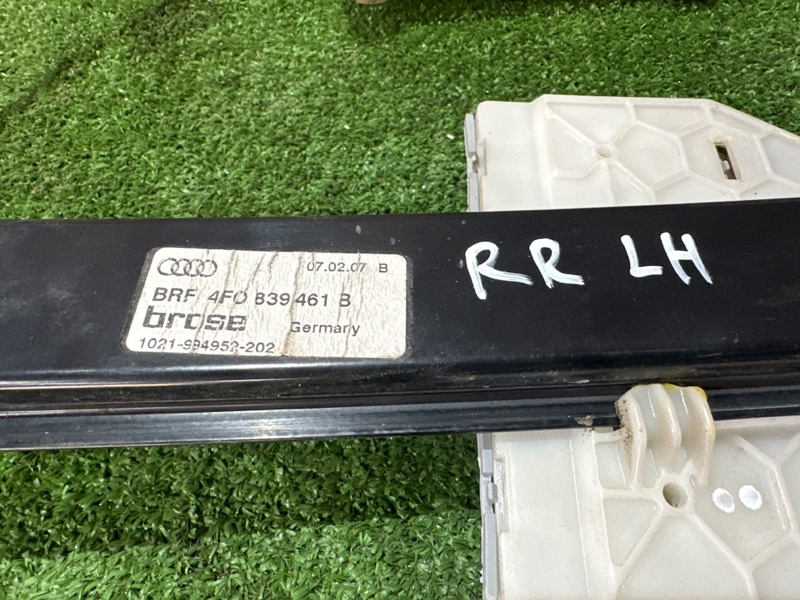 07.02.07 B
BRF 4F0 839 461 B
brose Germany
1021-994952-202
RR LH